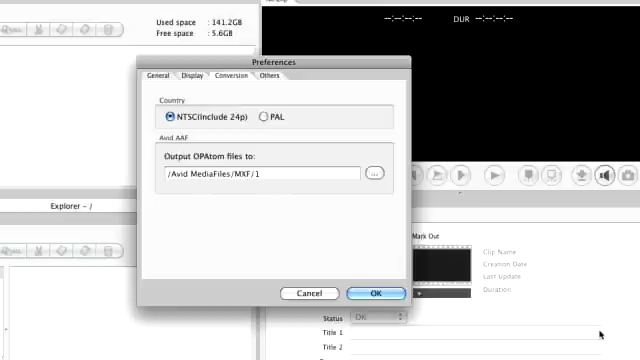 Used space : 141.2GB
Free space : 5.6GB
--:--:--:-- DUR --:--:--:--
Preferences
General Display Conversion Others
Country
NTSC(Include 24p) PAL
Avid AAF
Output OPAtom files to:
/Avid MediaFiles/MXF/1
...
Explorer - /
Mark Out
Clip Name
Creation Date
Last Update
Duration
Cancel OK
Status OK
Title 1
Title 2